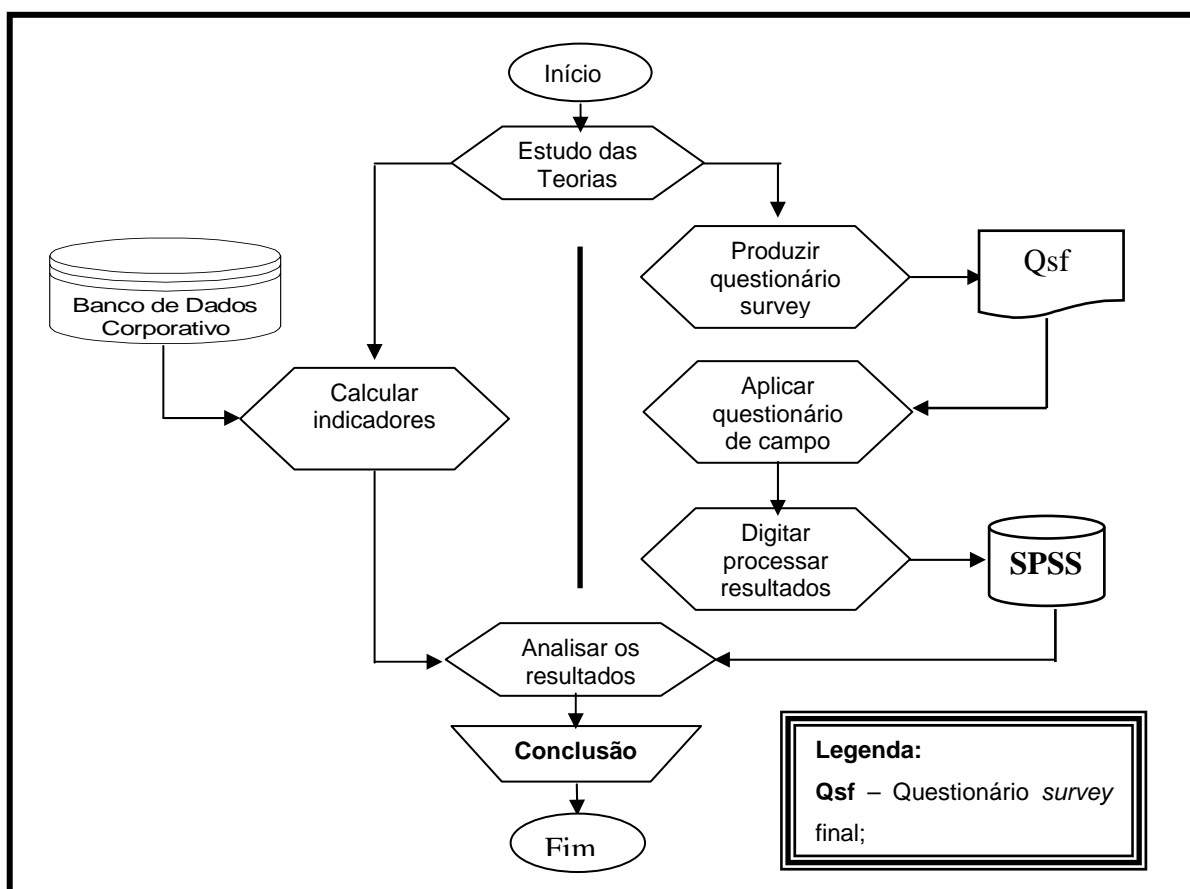 Início
Estudo das
Teorias
Produzir
questionário
survey
Qsf
Banco de Dados
Corporativo
Calcular
indicadores
Aplicar
questionário
de campo
Digitar
processar
resultados
SPSS
Analisar os
resultados
Conclusão
Fim
Legenda:
Qsf – Questionário survey
final;